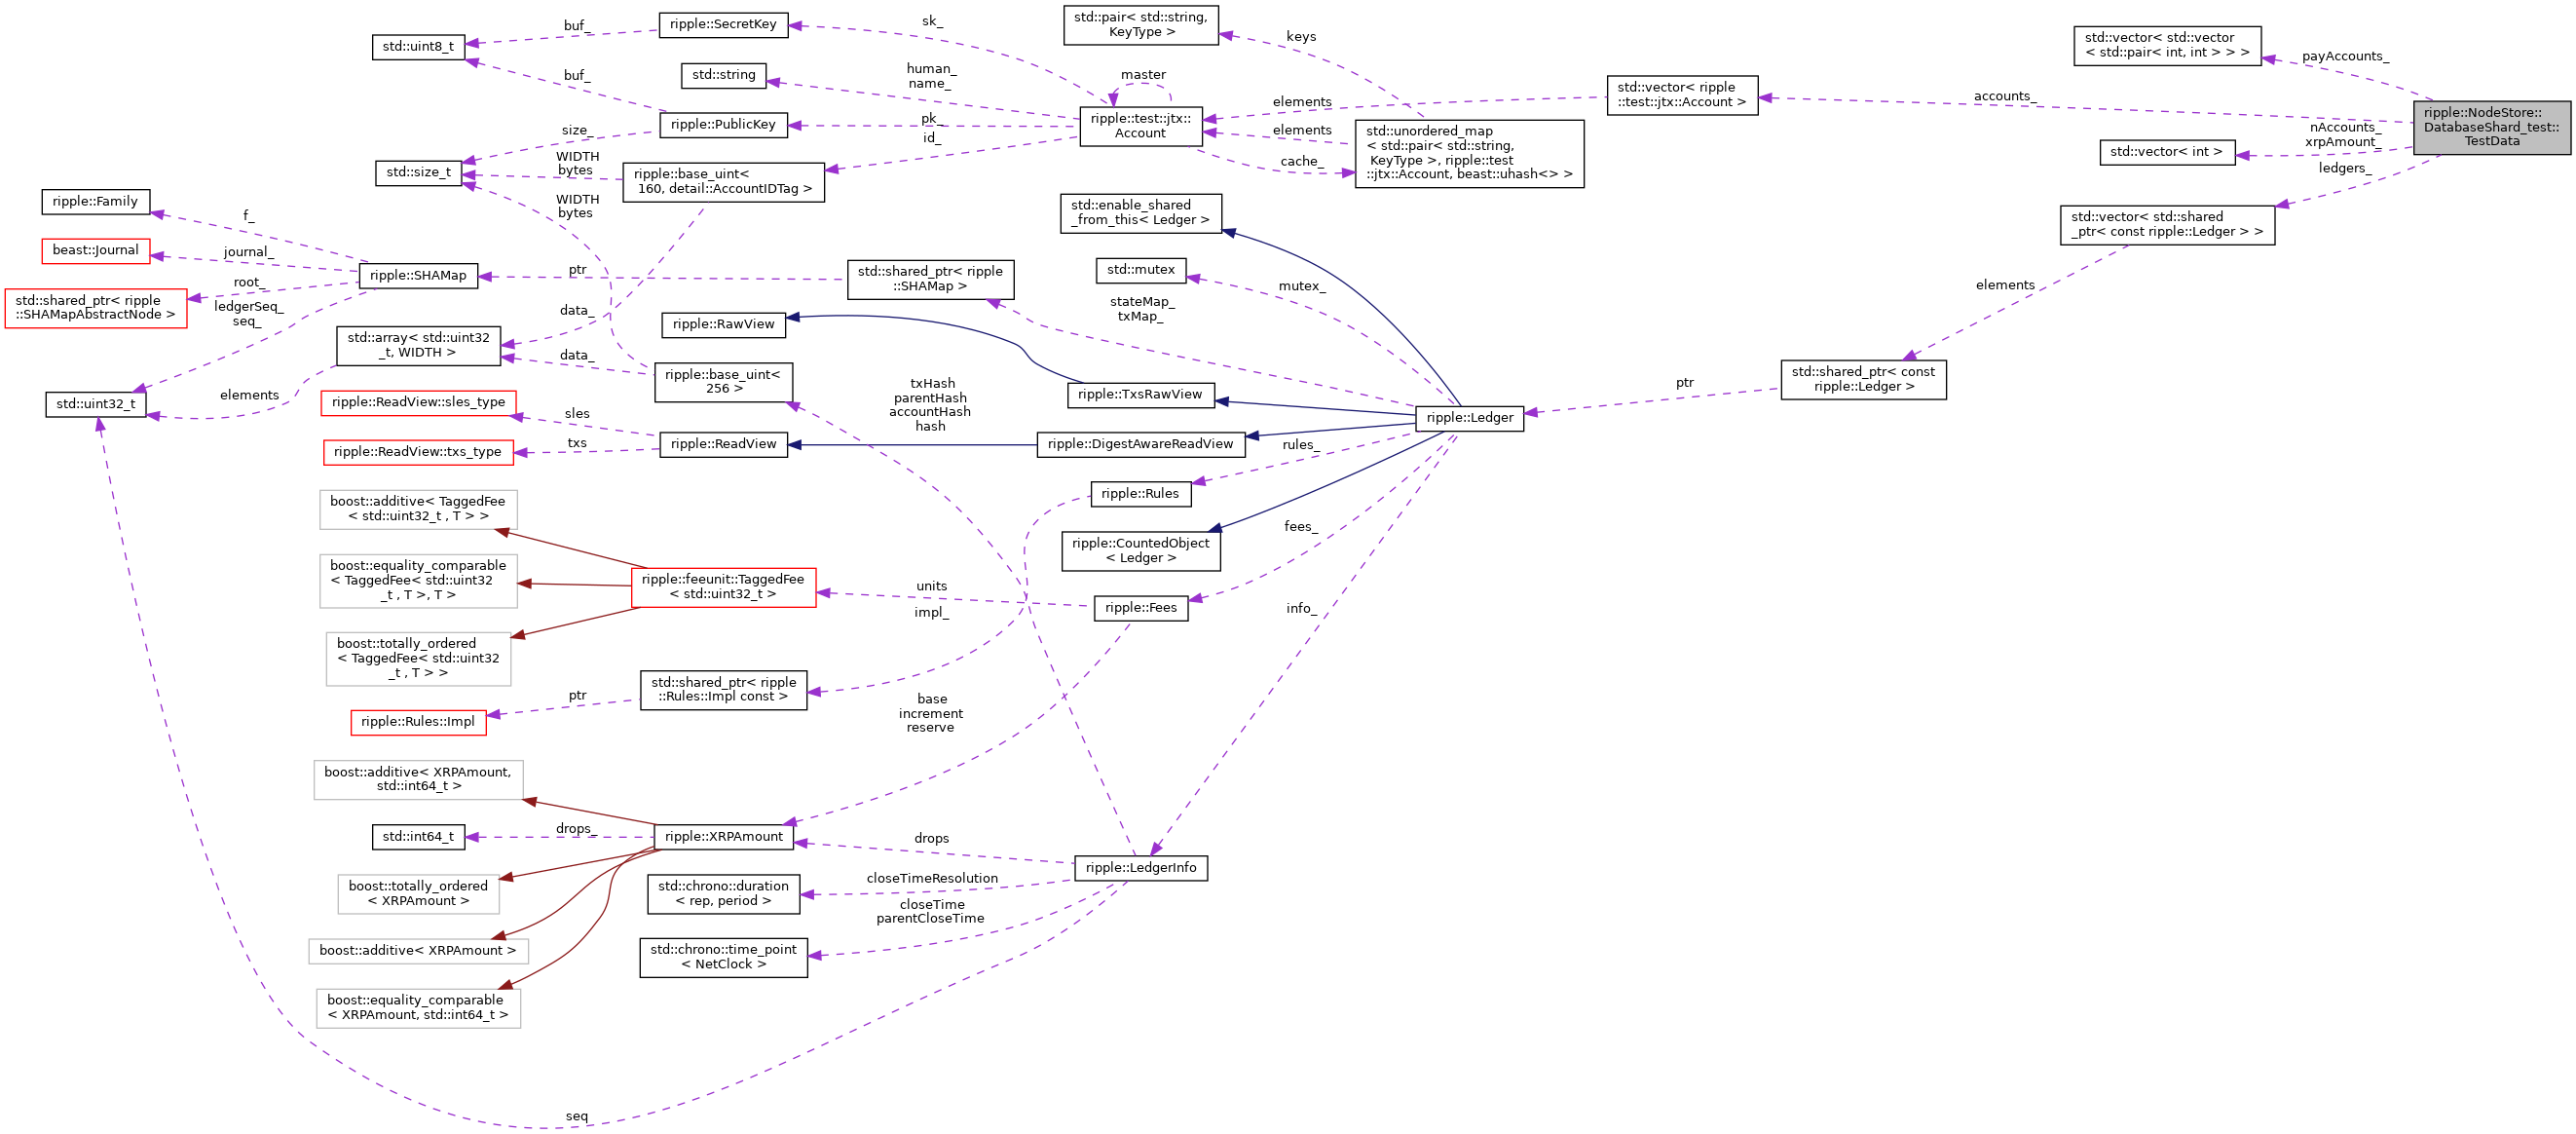 ripple::SecretKey
sk_
std::pair< std::string,
KeyType >
buf_
std::uint8_t
keys
std::vector< std::vector
< std::pair< int, int > > >
payAccounts_
std::string
human_
name_
master
buf_
std::vector< ripple
::test::jtx::Account >
elements
accounts_
ripple::NodeStore::
DatabaseShard_test::
TestData
ripple::PublicKey
pk_
ripple::test::jtx::
Account
size_
id_
elements
std::unordered_map
< std::pair< std::string,
KeyType >, ripple::test
::jtx::Account, beast::uhash<> >
nAccounts_
xrpAmount_
std::vector< int >
std::size_t
WIDTH
bytes
ripple::base_uint<
160, detail::AccountIDTag >
cache_
ledgers_
ripple::Family
f_
WIDTH
bytes
std::enable_shared
_from_this< Ledger >
std::vector< std::shared
_ptr< const ripple::Ledger > >
beast::Journal
journal_
ripple::SHAMap
ptr
std::shared_ptr< ripple
::SHAMap >
std::mutex
mutex_
elements
std::shared_ptr< ripple
::SHAMapAbstractNode >
root_
ledgerSeq_
seq_
data_
stateMap_
txMap_
ripple::RawView
std::array< std::uint32
_t, WIDTH >
data_
ripple::base_uint<
256 >
txHash
parentHash
accountHash
hash
ripple::TxsRawView
ptr
std::shared_ptr< const
ripple::Ledger >
std::uint32_t
elements
ripple::ReadView::sles_type
sles
ripple::Ledger
ripple::ReadView
ripple::DigestAwareReadView
ripple::ReadView::txs_type
txs
rules_
ripple::Rules
boost::additive< TaggedFee
< std::uint32_t , T > >
fees_
ripple::CountedObject
< Ledger >
boost::equality_comparable
< TaggedFee< std::uint32
_t , T >, T >
ripple::feeunit::TaggedFee
< std::uint32_t >
units
impl_
ripple::Fees
info_
boost::totally_ordered
< TaggedFee< std::uint32
_t , T > >
std::shared_ptr< ripple
::Rules::Impl const >
ptr
ripple::Rules::Impl
base
increment
reserve
boost::additive< XRPAmount,
std::int64_t >
std::int64_t
drops_
ripple::XRPAmount
drops
ripple::LedgerInfo
boost::totally_ordered
< XRPAmount >
std::chrono::duration
< rep, period >
closeTimeResolution
closeTime
parentCloseTime
boost::additive< XRPAmount >
std::chrono::time_point
< NetClock >
boost::equality_comparable
< XRPAmount, std::int64_t >
seq